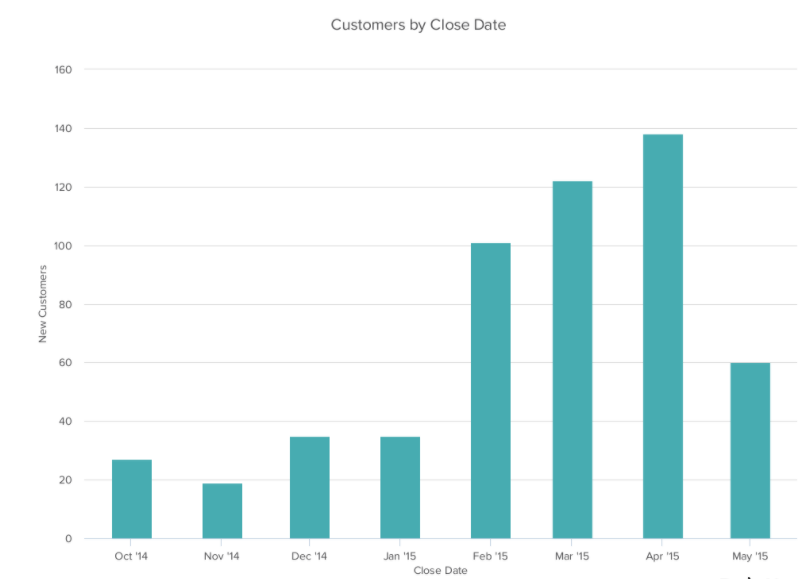 Customers by Close Date
160
140
120
100
80
60
40
20
0
New Customers
Oct '14 Nov '14 Dec '14 Jan '15 Feb '15 Mar '15 Apr '15 May '15
Close Date